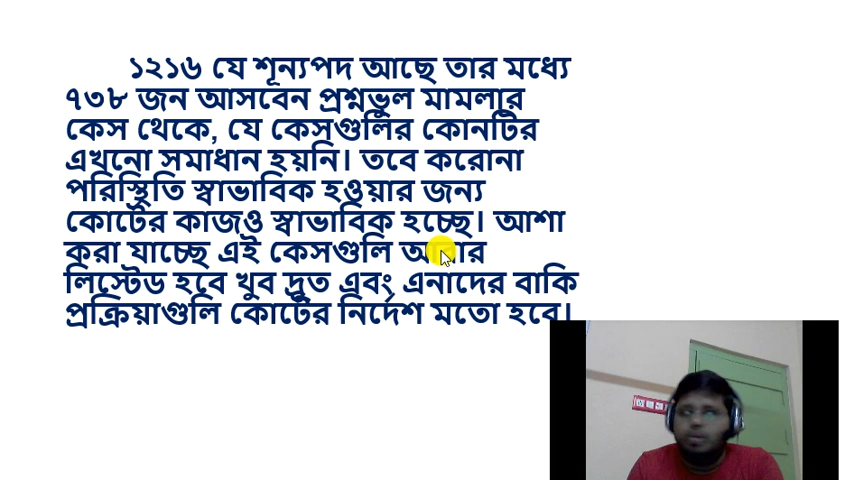 ১২১৬ যে শূন্যপদ আছে তার মধ্যে
৭৩৮ জন আসবেন প্রশ্নভুল মামলার
কেস থেকে, যে কেসগুলির কোনটির
এখনো সমাধান হয়নি। তবে করোনা
পরিস্থিতি স্বাভাবিক হওয়ার জন্য
কোর্টের কাজও স্বাভাবিক হচ্ছে। আশা
করা যাচ্ছে এই কেসগুলি আবার
লিস্টেড হবে খুব দ্রুত এবং এনাদের বাকি
প্রক্রিয়াগুলি কোর্টের নির্দেশ মতো হবে।